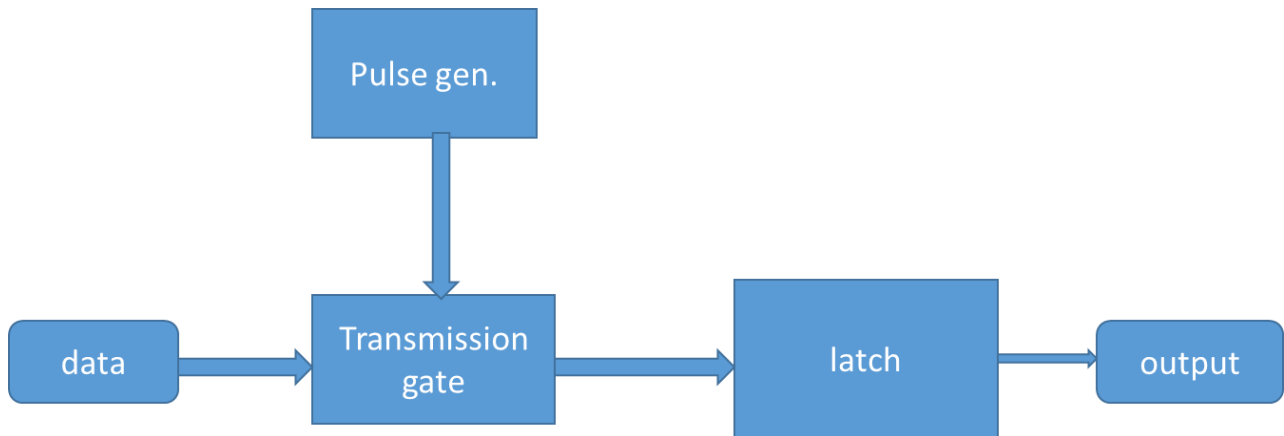 Pulse gen.
data
Transmission
gate
latch
output